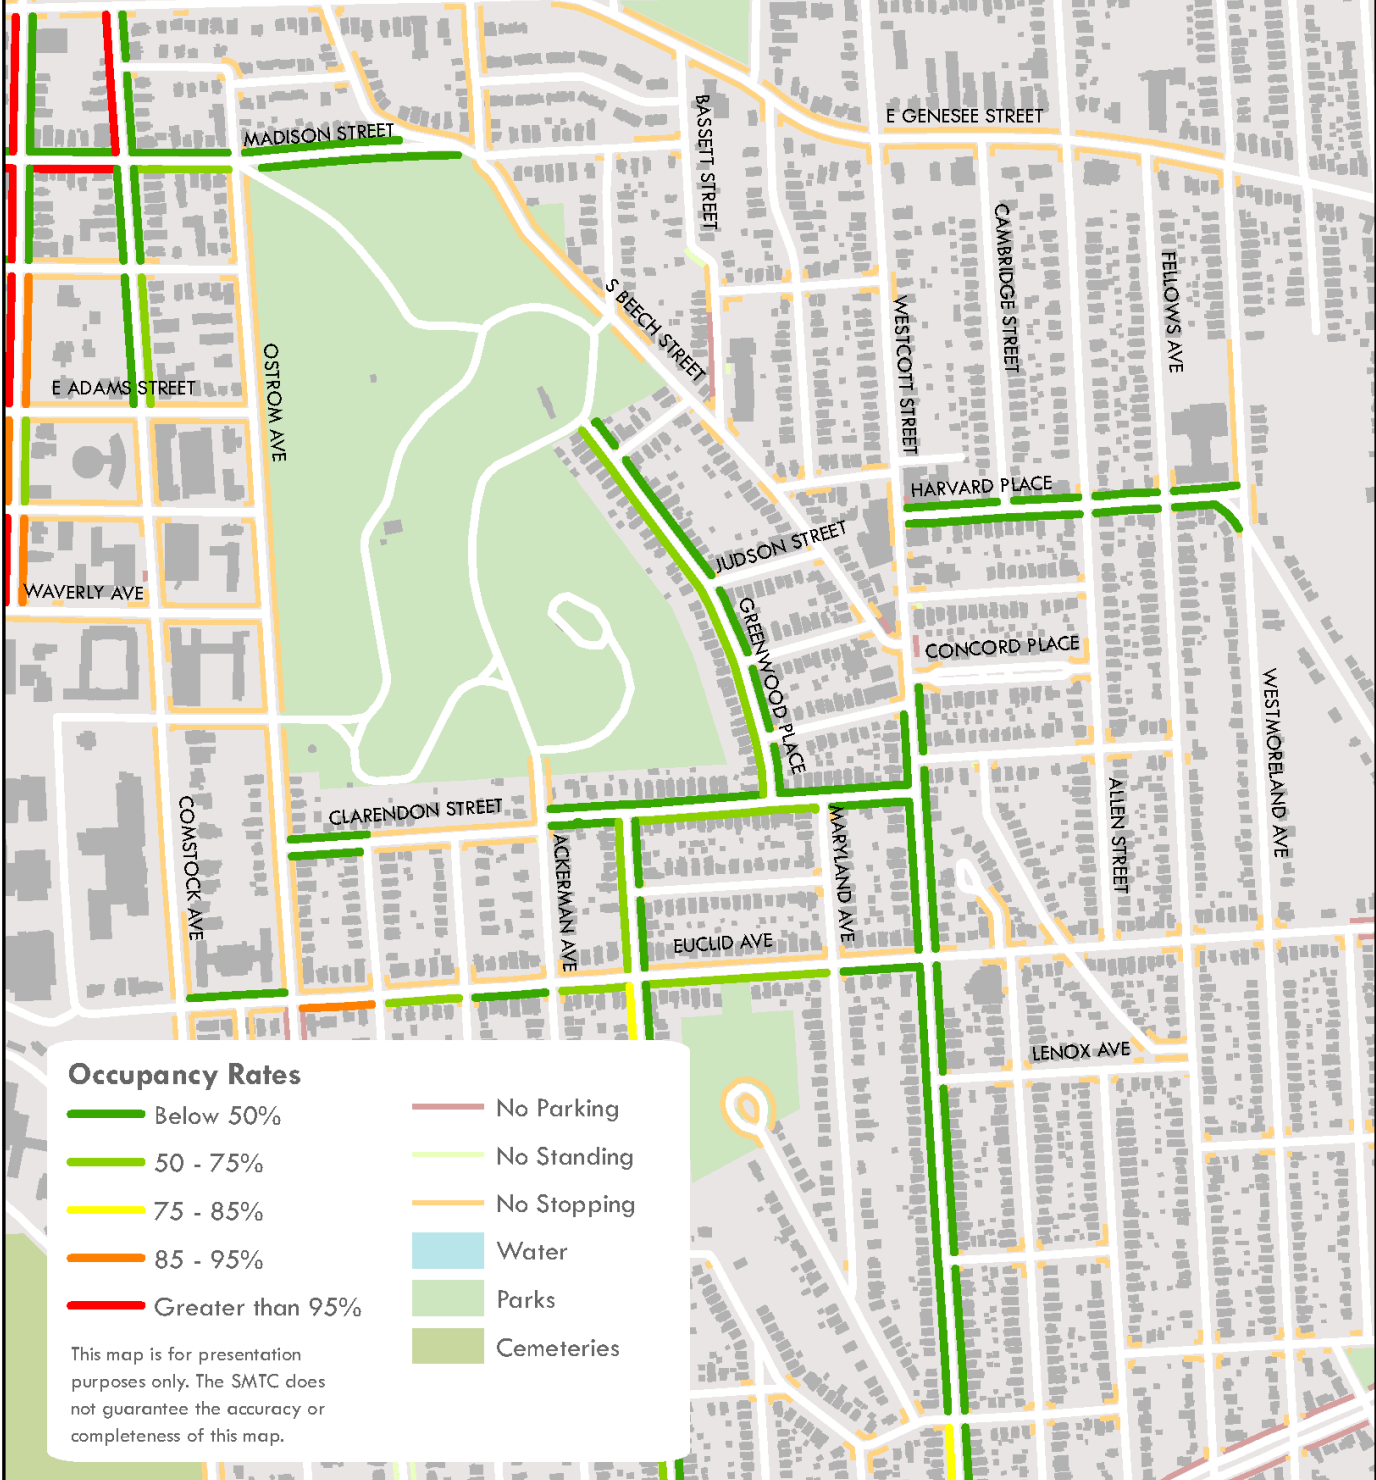 E GENESEE STREET
MADISON STREET
BASSETT STREET
CAMBRIDGE STREET
FELLOWS AVE
S BEECH STREET
WESTCOTT STREET
OSTROM AVE
E ADAMS STREET
HARVARD PLACE
JUDSON STREET
WAVERLY AVE
GREENWOOD PLACE
CONCORD PLACE
WESTMORELAND AVE
CLARENDON STREET
COMSTOCK AVE
ACKERMAN AVE
MARYLAND AVE
ALLEN STREET
EUCLID AVE
LENOX AVE
Occupancy Rates
Below 50%
50 - 75%
75 - 85%
85 - 95%
Greater than 95%
No Parking
No Standing
No Stopping
Water
Parks
Cemeteries
This map is for presentation
purposes only. The SMTC does
not guarantee the accuracy or
completeness of this map.